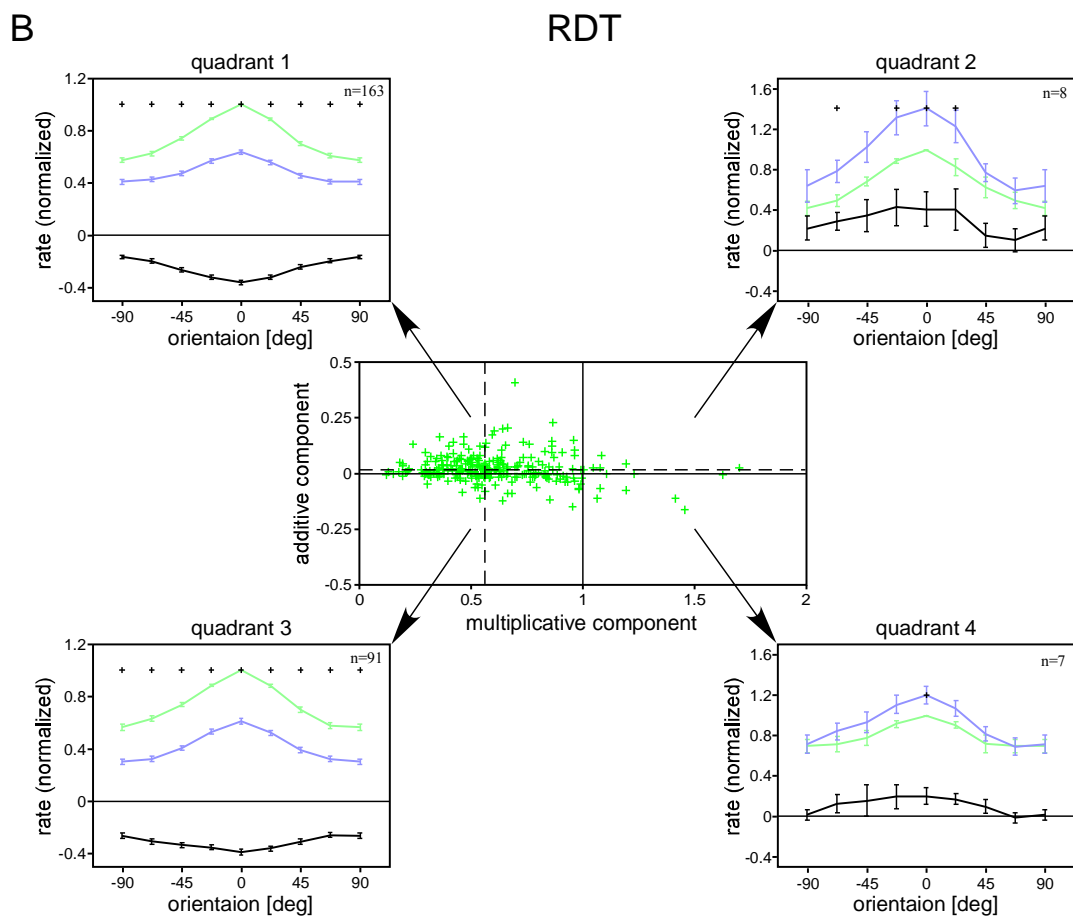 B
RDT
quadrant 1
n=163
rate (normalized)
1.2
0.8
0.4
0
-0.4
-90
-45
0
45
90
orientaion [deg]
quadrant 2
n=8
rate (normalized)
1.6
1.2
0.8
0.4
0
-0.4
-90
-45
0
45
90
orientaion [deg]
additive component
0.5
0.25
0
-0.25
-0.5
0
0.5
1
1.5
2
multiplicative component
quadrant 3
n=91
rate (normalized)
1.2
0.8
0.4
0
-0.4
-90
-45
0
45
90
orientaion [deg]
quadrant 4
n=7
rate (normalized)
1.6
1.2
0.8
0.4
0
-0.4
-90
-45
0
45
90
orientaion [deg]